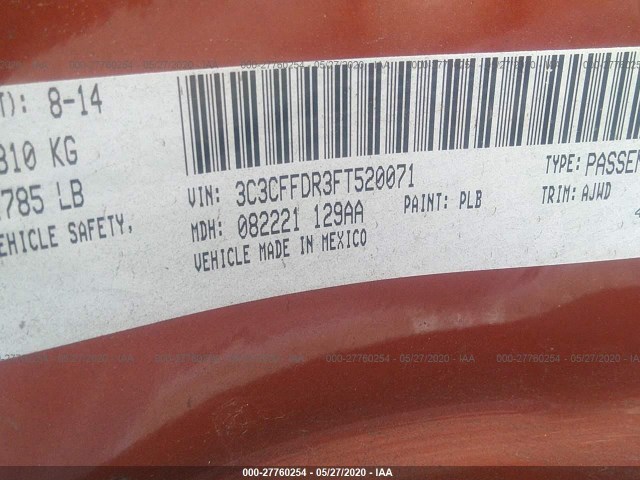 T): 8-14
310 KG
785 LB
EHICLE SAFETY,
VIN: 3C3CFFDR3FT520071
TYPE: PASSEN
MDH: 082221 129AA
PAINT: PLB
TRIM: AJWD
VEHICLE MADE IN MEXICO
4
000-27760254 - 05/27/2020 - IAA
000-27760254 - 05/27/2020 - IAA
000-27760254 - 05/27/2020 - IAA